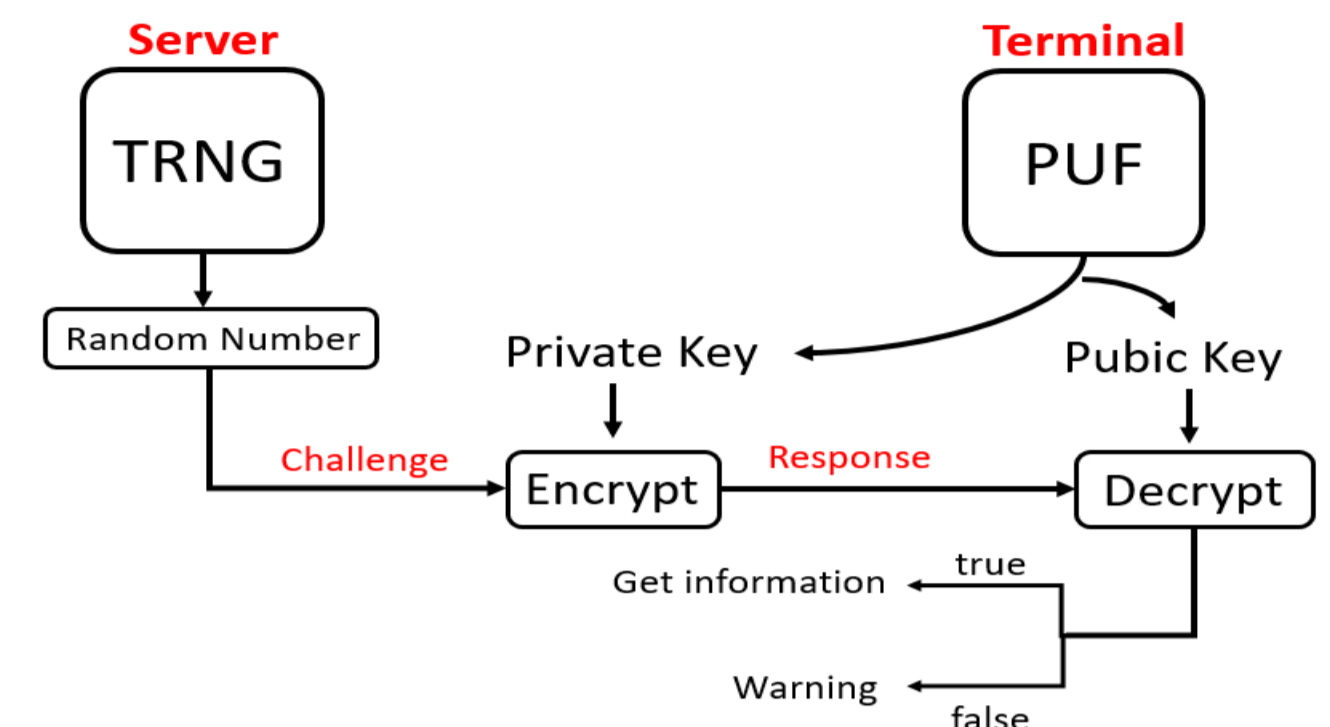 Server
Terminal
TRNG
PUF
Random Number
Private Key
Pubic Key
Challenge
Response
Encrypt
Decrypt
true
Get information
Warning
false